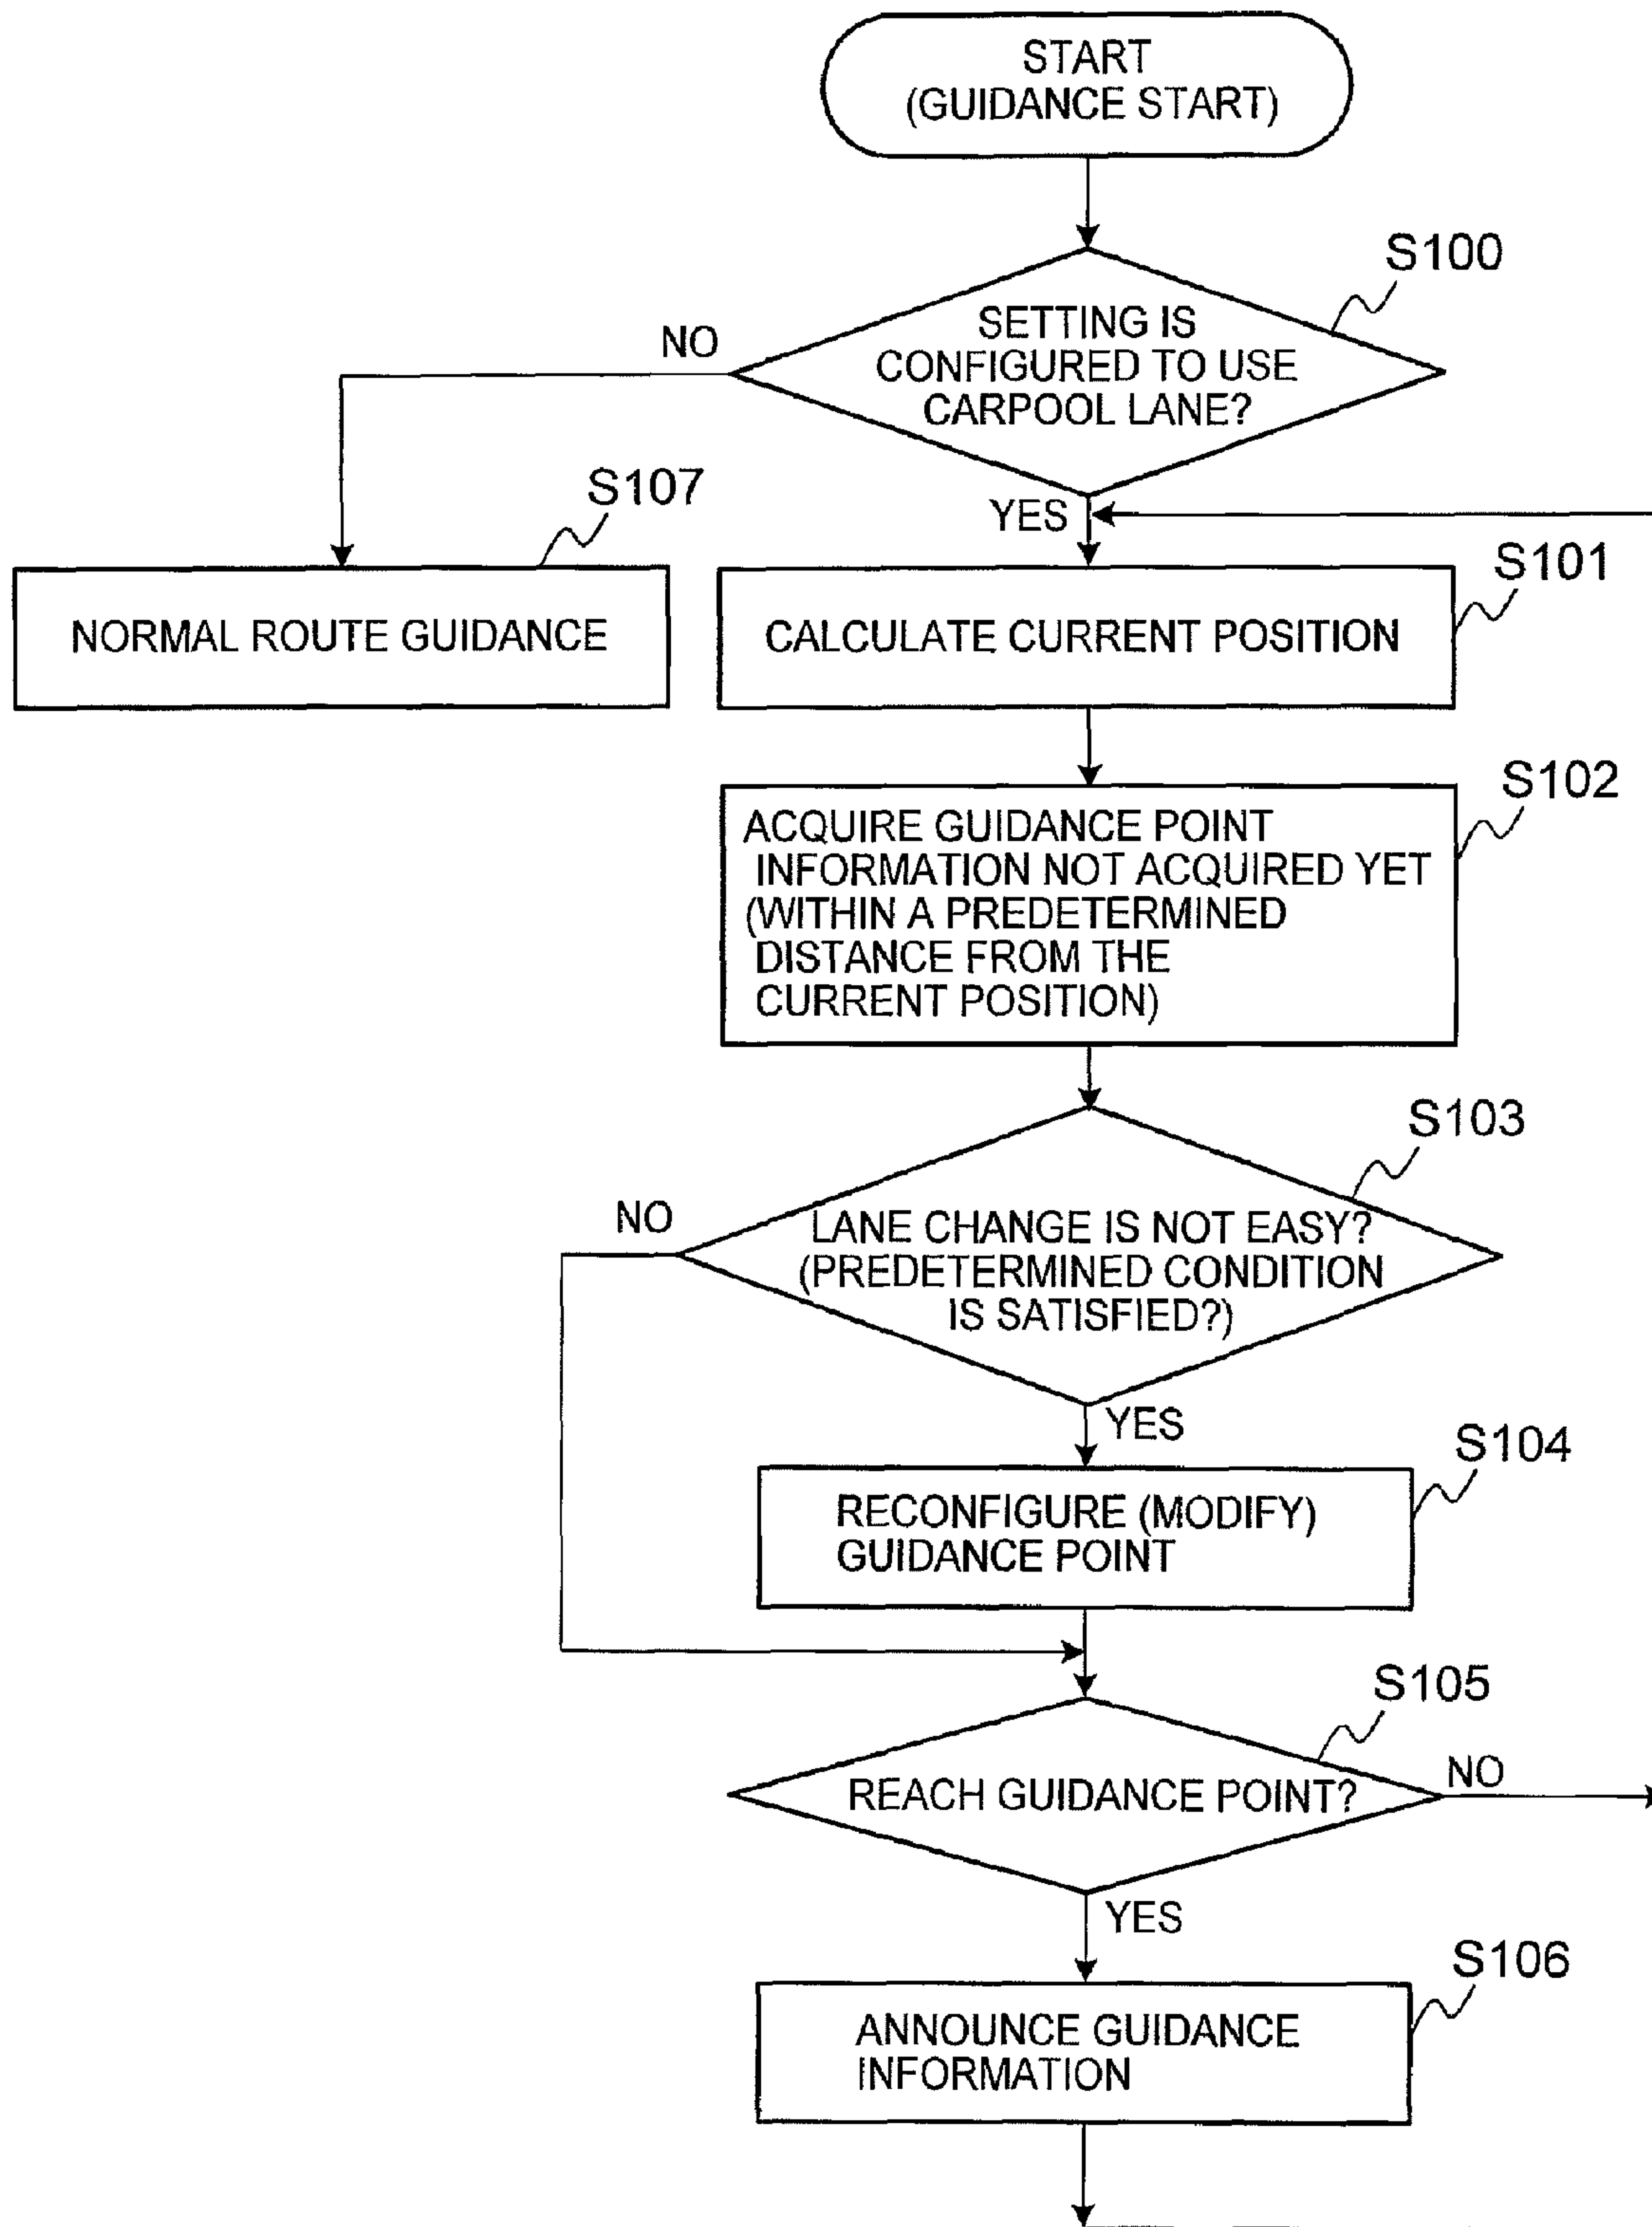 START
(GUIDANCE START)
S100
SETTING IS
CONFIGURED TO USE
CARPOOL LANE?
NO
YES
S107
NORMAL ROUTE GUIDANCE
S101
CALCULATE CURRENT POSITION
S102
ACQUIRE GUIDANCE POINT
INFORMATION NOT ACQUIRED YET
(WITHIN A PREDETERMINED
DISTANCE FROM THE
CURRENT POSITION)
S103
NO
LANE CHANGE IS NOT EASY?
(PREDETERMINED CONDITION
IS SATISFIED?)
YES
S104
RECONFIGURE (MODIFY)
GUIDANCE POINT
S105
REACH GUIDANCE POINT?
NO
YES
S106
ANNOUNCE GUIDANCE
INFORMATION